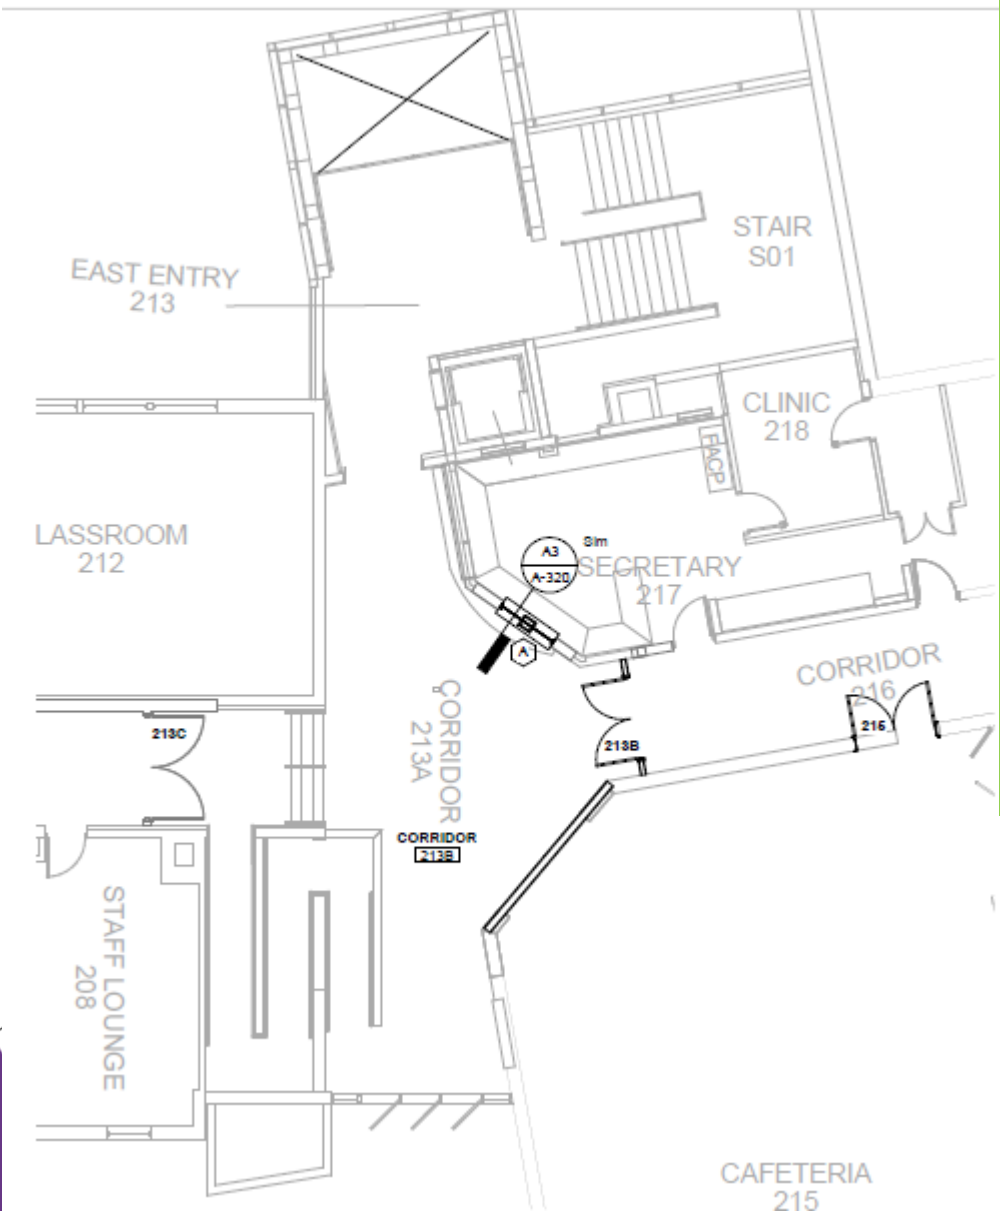 STAIR
S01
EAST ENTRY
213
CLINIC
218
FACP
LASSROOM
212
A3
A-320
Sim
SECRETARY
217
A
CORRIDOR
216
CORRIDOR
213A
213C
213B
215
CORRIDOR
213B
STAFF LOUNGE
208
CAFETERIA
215